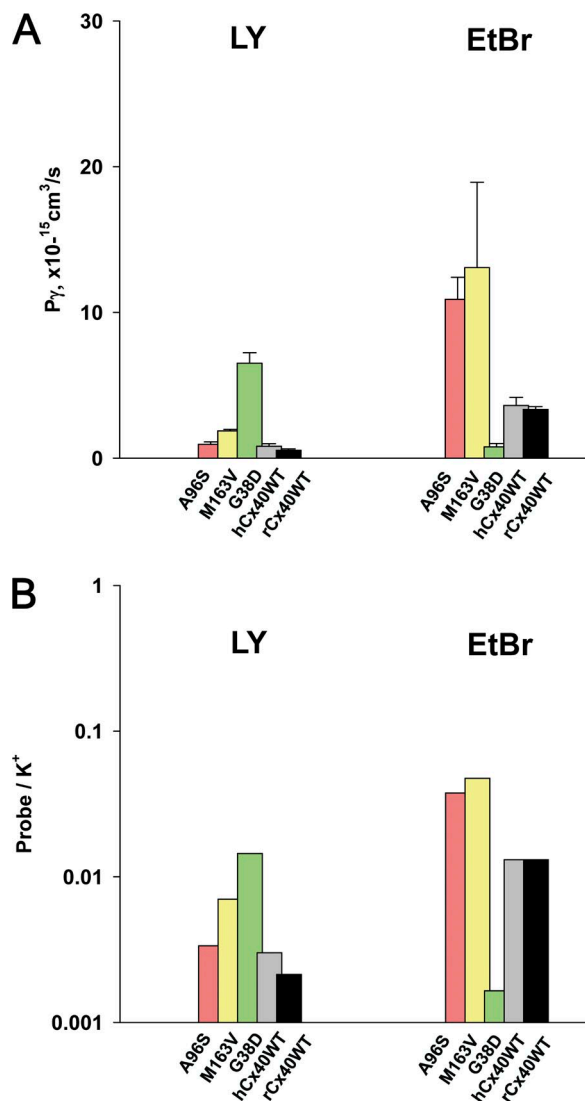 A
LY
EtBr
30
20
10
0
Pγ, x10-¹⁵cm³/s
A96S
M163V
G38D
hCx40WT
rCx40WT
A96S
M163V
G38D
hCx40WT
rCx40WT
B
LY
EtBr
1
0.1
0.01
0.001
Probe / K⁺
A96S
M163V
G38D
hCx40WT
rCx40WT
A96S
M163V
G38D
hCx40WT
rCx40WT